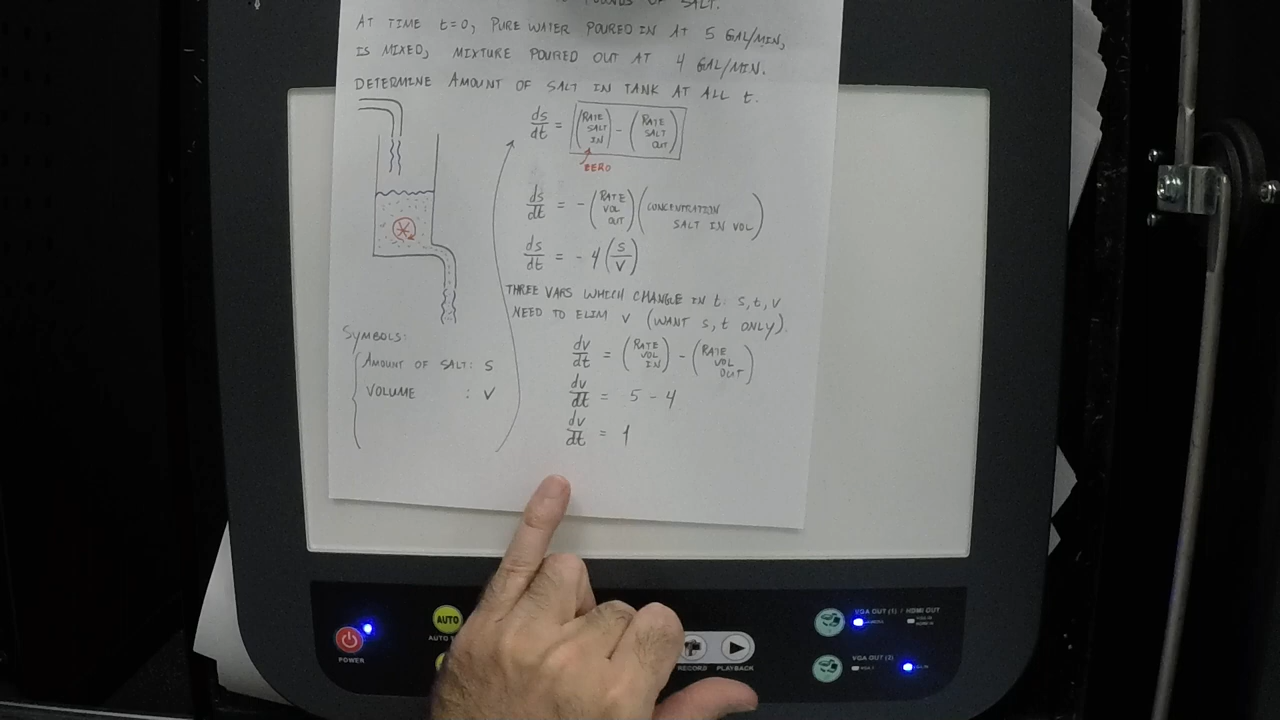 OF SALT.
AT TIME t=0, PURE WATER POURED IN AT 5 GAL/MIN,
IS MIXED, MIXTURE POURED OUT AT 4 GAL/MIN.
DETERMINE AMOUNT OF SALT IN TANK AT ALL t.
ds/dt = [(RATE SALT IN) - (RATE SALT OUT)]
ZERO
ds/dt = - (RATE VOL OUT)(CONCENTRATION SALT IN VOL)
ds/dt = - 4 (s/v)
THREE VARS WHICH CHANGE IN t: s, t, v
NEED TO ELIM v (WANT s, t ONLY).
dv/dt = (RATE VOL IN) - (RATE VOL OUT)
dv/dt = 5 - 4
dv/dt = 1
SYMBOLS:
AMOUNT OF SALT: S
VOLUME : V
POWER
AUTO
RECORD
PLAYBACK
VGA OUT (1) / HDMI OUT
VGA OUT (2)